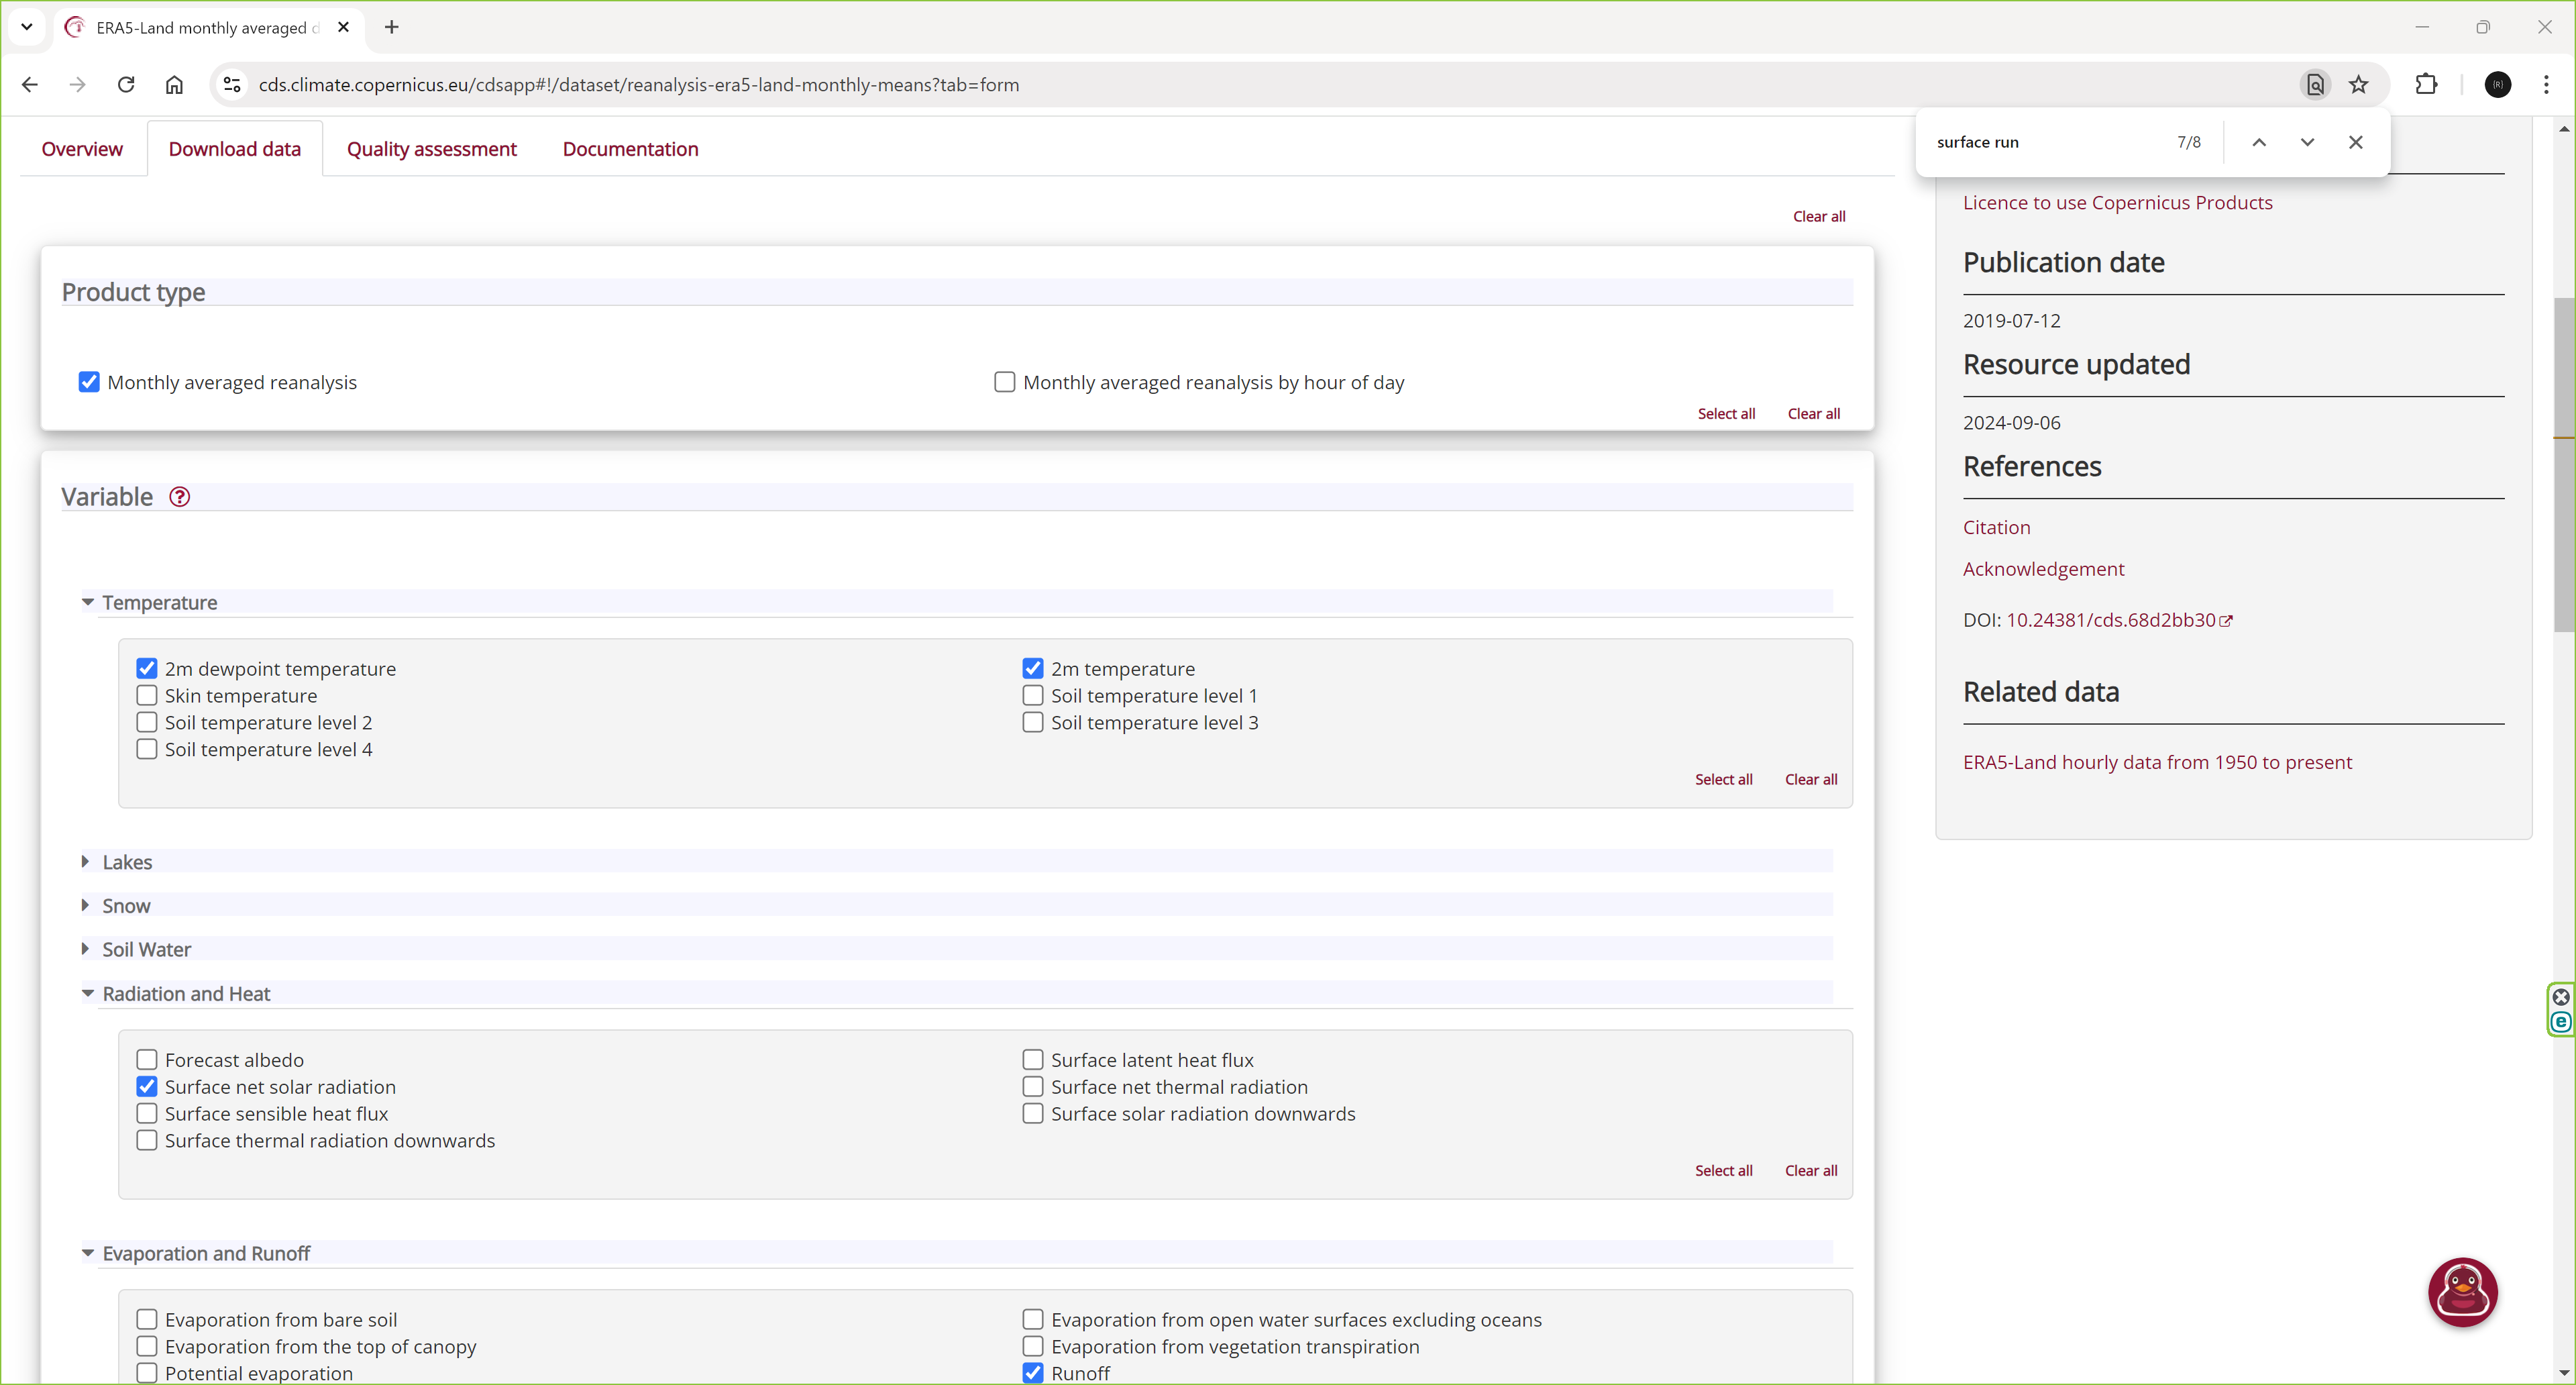 ERA5-Land monthly averaged d
cds.climate.copernicus.eu/cdsapp#!/dataset/reanalysis-era5-land-monthly-means?tab=form
surface run 7/8
Overview Download data Quality assessment Documentation
Clear all
Product type
Monthly averaged reanalysis Monthly averaged reanalysis by hour of day
Select all Clear all
Variable ?
Temperature
2m dewpoint temperature 2m temperature
Skin temperature Soil temperature level 1
Soil temperature level 2 Soil temperature level 3
Soil temperature level 4
Select all Clear all
Lakes
Snow
Soil Water
Radiation and Heat
Forecast albedo Surface latent heat flux
Surface net solar radiation Surface net thermal radiation
Surface sensible heat flux Surface solar radiation downwards
Surface thermal radiation downwards
Select all Clear all
Evaporation and Runoff
Evaporation from bare soil Evaporation from open water surfaces excluding oceans
Evaporation from the top of canopy Evaporation from vegetation transpiration
Potential evaporation Runoff
Licence to use Copernicus Products
Publication date
2019-07-12
Resource updated
2024-09-06
References
Citation
Acknowledgement
DOI: 10.24381/cds.68d2bb30
Related data
ERA5-Land hourly data from 1950 to present
(R)
e